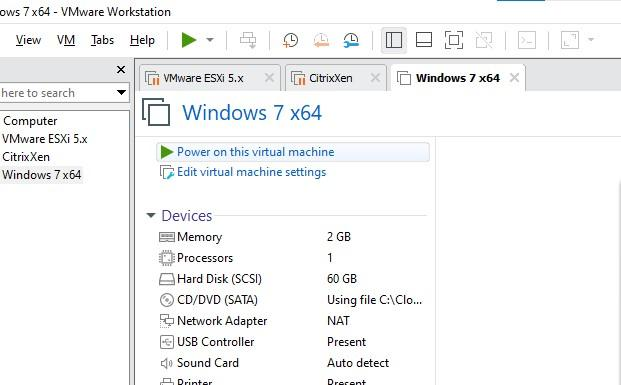 ows 7 x64 - VMware Workstation
View VM Tabs Help
here to search
Computer
VMware ESXi 5.x
CitrixXen
Windows 7 x64
VMware ESXi 5.x CitrixXen Windows 7 x64
Windows 7 x64
Power on this virtual machine
Edit virtual machine settings
Devices
Memory 2 GB
Processors 1
Hard Disk (SCSI) 60 GB
CD/DVD (SATA) Using file C:\Clo...
Network Adapter NAT
USB Controller Present
Sound Card Auto detect
Printer Present